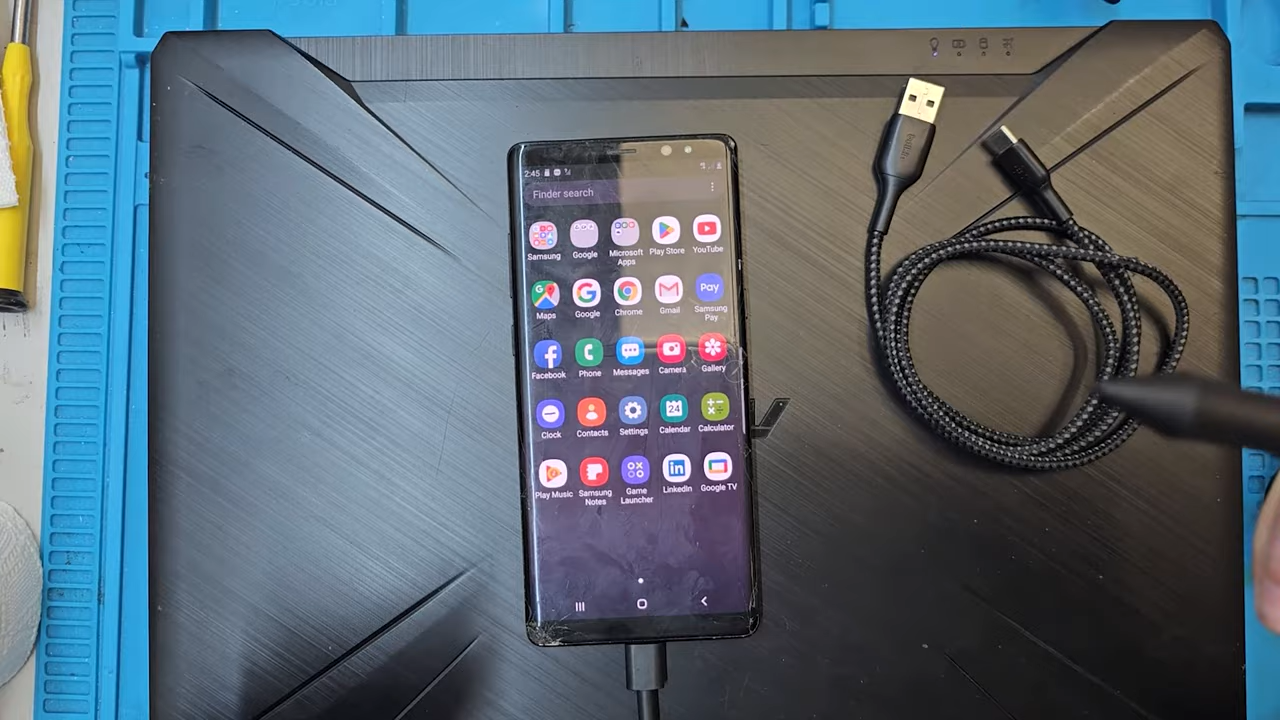 2:45
Finder search
Samsung
Google
Microsoft Apps
Play Store
YouTube
G
Maps
G
Google
Chrome
Gmail
Pay
Samsung Pay
Facebook
Phone
Messages
Camera
Gallery
Clock
Contacts
Settings
24
Calendar
Calculator
Play Music
Samsung Notes
Game Launcher
in
LinkedIn
Google TV
belkin